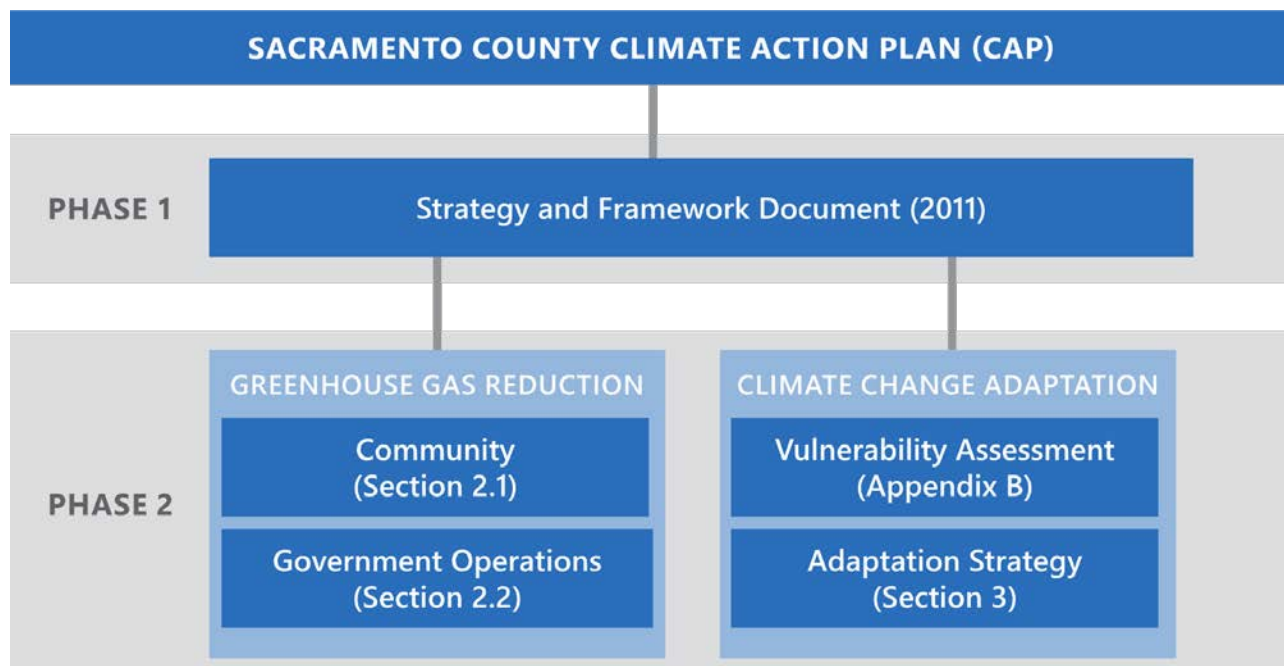 SACRAMENTO COUNTY CLIMATE ACTION PLAN (CAP)
PHASE 1
Strategy and Framework Document (2011)
PHASE 2
GREENHOUSE GAS REDUCTION
Community
(Section 2.1)
Government Operations
(Section 2.2)
CLIMATE CHANGE ADAPTATION
Vulnerability Assessment
(Appendix B)
Adaptation Strategy
(Section 3)